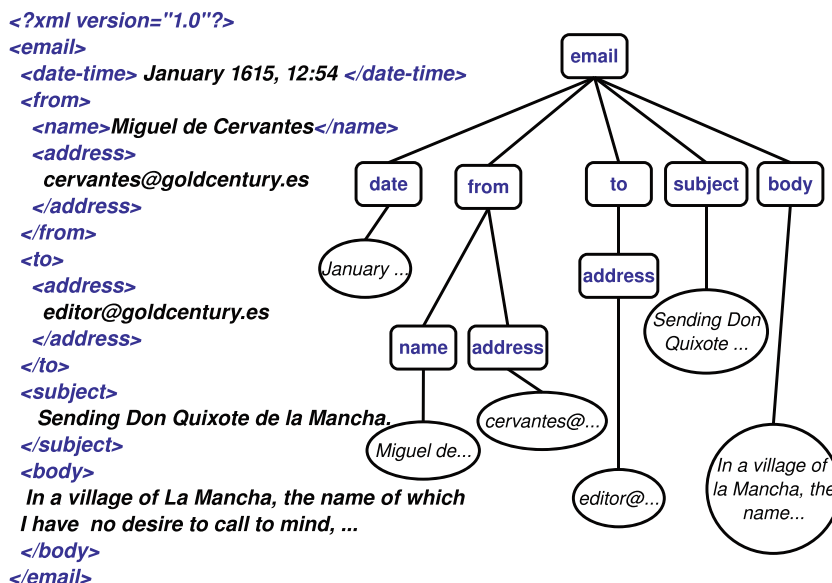 <?xml version="1.0"?>
<email>
<date-time> January 1615, 12:54 </date-time>
<from>
<name>Miguel de Cervantes</name>
<address>
cervantes@goldcentury.es
</address>
</from>
<to>
<address>
editor@goldcentury.es
</address>
</to>
<subject>
Sending Don Quixote de la Mancha.
</subject>
<body>
In a village of La Mancha, the name of which
I have no desire to call to mind, ...
</body>
</email>
email
date
from
to
subject
body
January ...
address
name
address
Sending Don
Quixote ...
Miguel de...
cervantes@...
editor@...
In a village of
la Mancha, the
name...